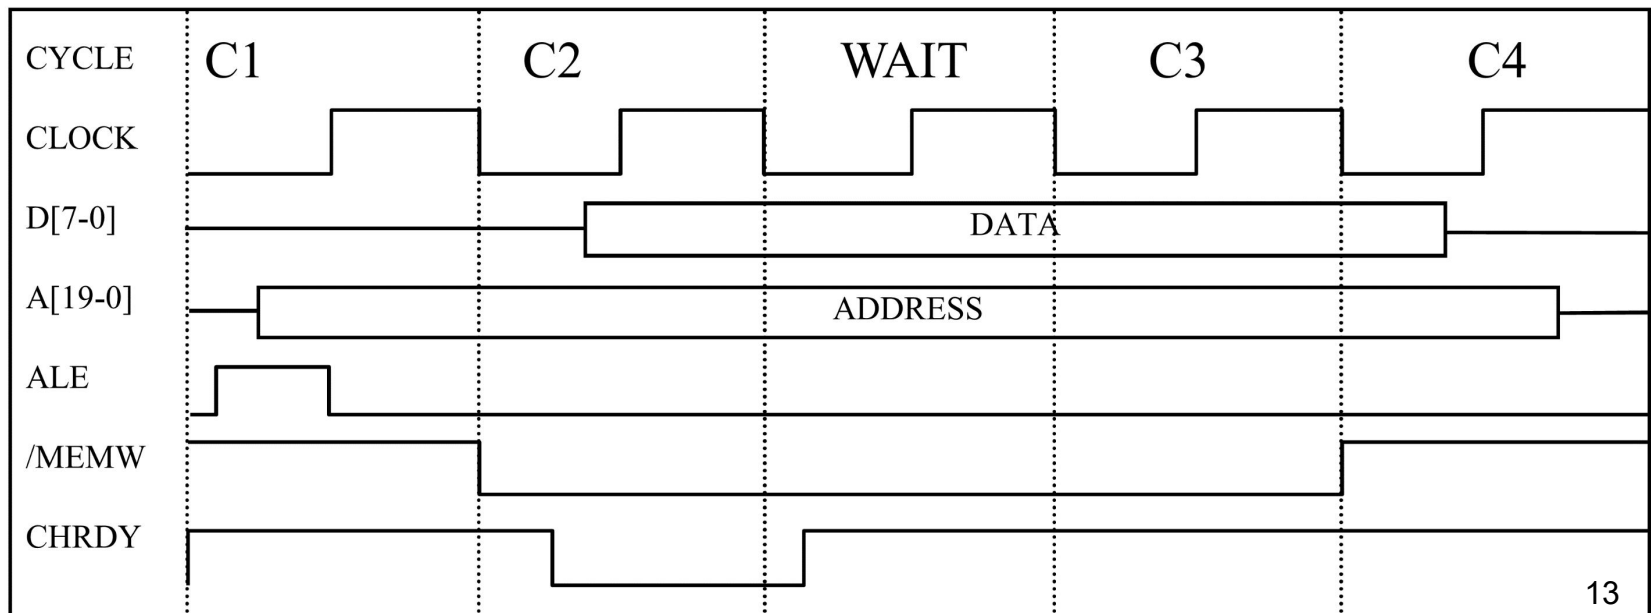 CYCLE C1 C2 WAIT C3 C4
CLOCK
D[7-0] DATA
A[19-0] ADDRESS
ALE
/MEMW
CHRDY
13